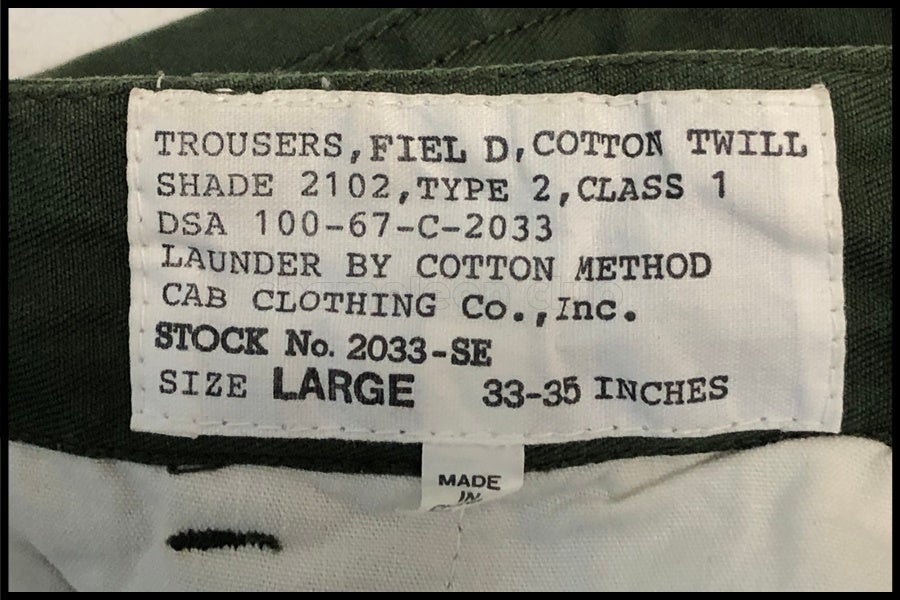 TROUSERS,FIEL D,COTTON TWILL
SHADE 2102,TYPE 2,CLASS 1
DSA 100-67-C-2033
LAUNDER BY COTTON METHOD
CAB CLOTHING Co.,Inc.
STOCK No. 2033-SE
SIZE LARGE 33-35 INCHES
MADE
IN